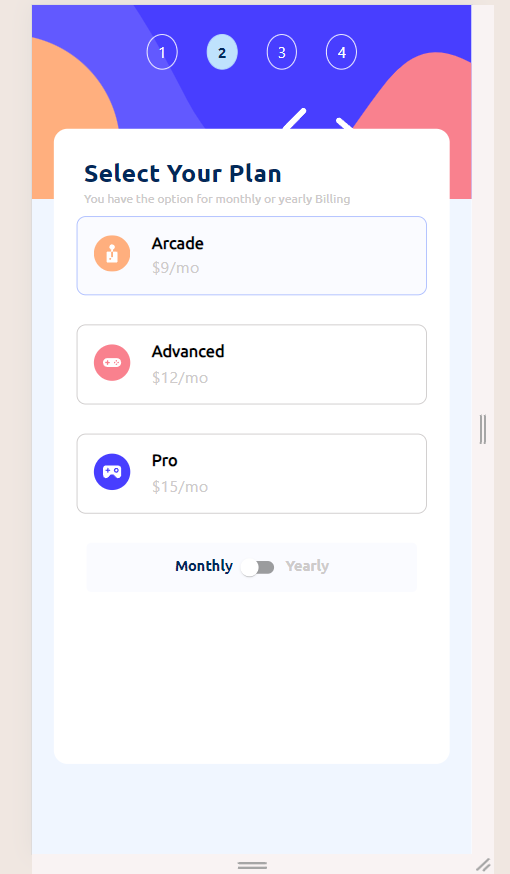 1 2 3 4
Select Your Plan
You have the option for monthly or yearly Billing
Arcade
$9/mo
Advanced
$12/mo
Pro
$15/mo
Monthly Yearly